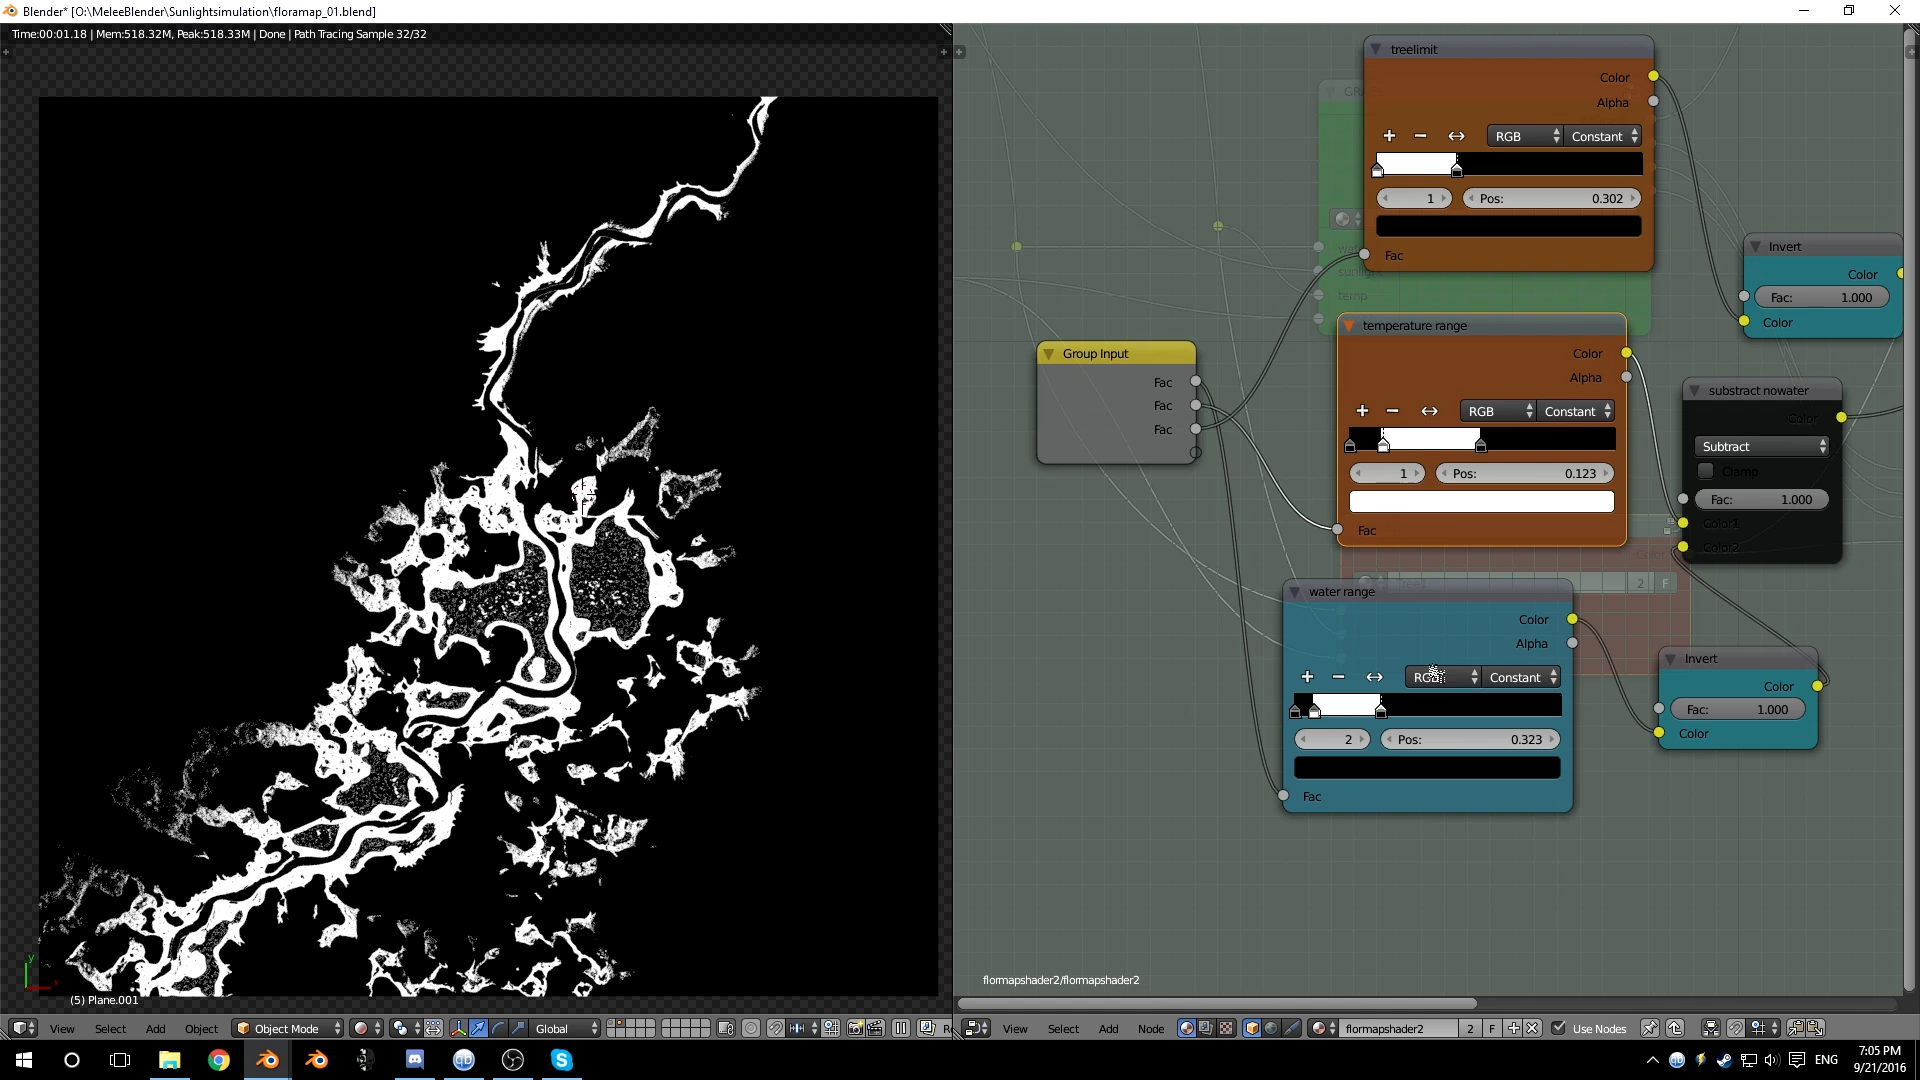 Blender* [O:\MeleeBlender\Sunlightsimulation\floramap_01.blend]
Time:00:01.18 | Mem:518.32M, Peak:518.33M | Done | Path Tracing Sample 32/32
treelimit
Color
Alpha
RGB
Constant
1
Pos: 0.302
Fac
sunlight
temp
Invert
Color
Fac: 1.000
Color
Group Input
Fac
Fac
Fac
temperature range
Color
Alpha
RGB
Constant
1
Pos: 0.123
Fac
substract nowater
Color
Subtract
Clamp
Fac: 1.000
Color1
Color2
2
F
water range
Color
Alpha
RGB
Constant
2
Pos: 0.323
Fac
Invert
Color
Fac: 1.000
Color
flormapshader2/flormapshader2
y
x
(5) Plane.001
View
Select
Add
Object
Object Mode
Global
View
Select
Add
Node
flormapshader2
2
F
Use Nodes
ENG
7:05 PM
9/21/2016